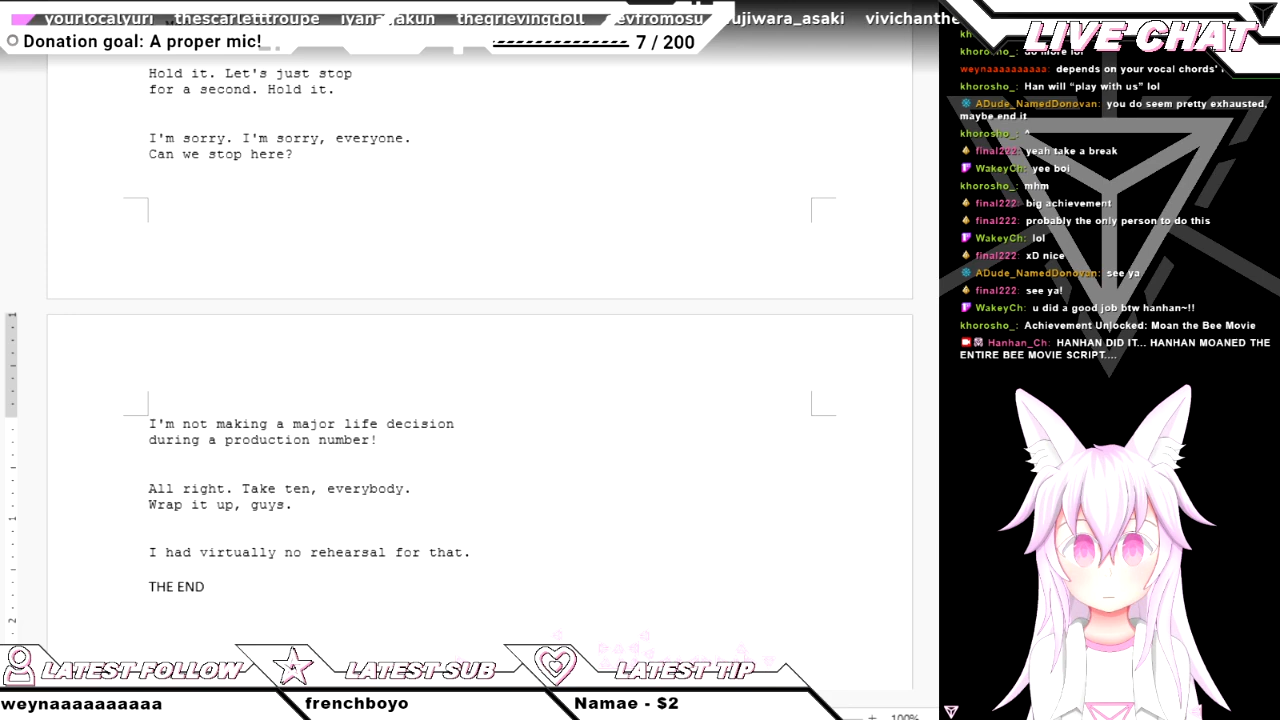 yourlocalyuri thescarletttroupe thegrievingdoll vivichanthe
Donation goal: A proper mic!
7 / 200
Hold it. Let's just stop
for a second. Hold it.
I'm sorry. I'm sorry, everyone.
Can we stop here?
I'm not making a major life decision
during a production number!
All right. Take ten, everybody.
Wrap it up, guys.
I had virtually no rehearsal for that.
THE END
LATEST FOLLOW
LATEST SUB
LATEST TIP
weynaaaaaaaaaa
frenchboyo
Namae - $2
100%
LIVE CHAT
weynaaaaaaaaaa: depends on your vocal chords'
khorosho_: Han will “play with us” lol
ADude_NamedDonovan: you do seem pretty exhausted,
maybe end it
khorosho_: ^
final222: yeah take a break
WakeyCh: yee boi
khorosho_: mhm
final222: big achievement
final222: probably the only person to do this
WakeyCh: lol
final222: xD nice
ADude_NamedDonovan: see ya
final222: see ya!
WakeyCh: u did a good job btw hanhan~!!
khorosho_: Achievement Unlocked: Moan the Bee Movie
Hanhan_Ch: HANHAN DID IT... HANHAN MOANED THE
ENTIRE BEE MOVIE SCRIPT....